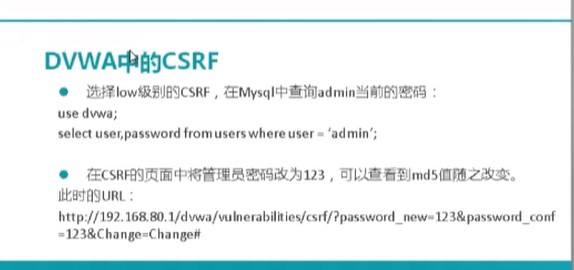 DVWA中的CSRF
● 选择low级别的CSRF，在Mysql中查询admin当前的密码：
use dvwa;
select user,password from users where user = ‘admin’;
● 在CSRF的页面中将管理员密码改为123，可以查看到md5值随之改变。
此时的URL：
http://192.168.80.1/dvwa/vulnerabilities/csrf/?password_new=123&password_conf
=123&Change=Change#